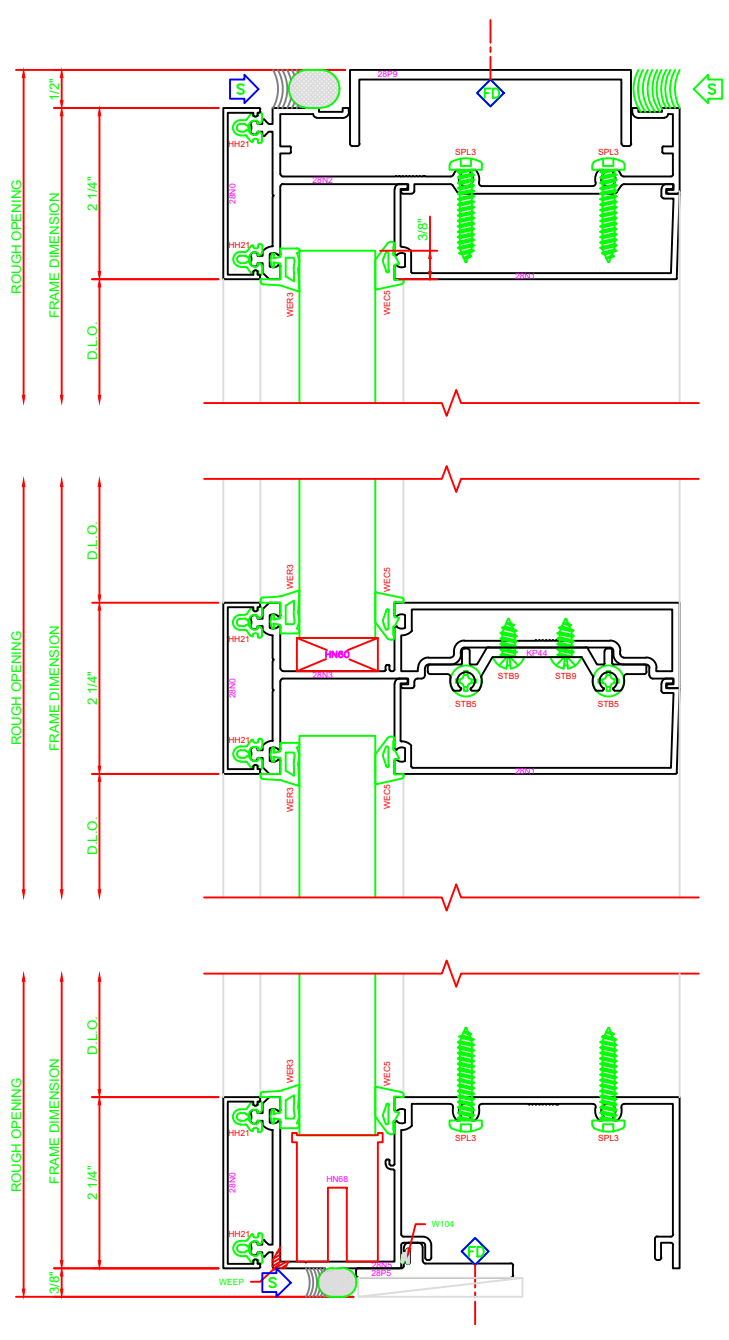 28P9
FD
S
S
1/2"
HH21
SPL3
SPL3
28N0
28N2
2 1/4"
ROUGH OPENING
FRAME DIMENSION
3/8"
HH21
WER3
WEC5
D.L.O.
D.L.O.
WER3
WEC5
HH21
HN60
KP44
28N3
STB9
STB9
STB5
STB5
28N0
2 1/4"
ROUGH OPENING
FRAME DIMENSION
HH21
WER3
WEC5
D.L.O.
D.L.O.
WER3
WEC5
HH21
SPL3
SPL3
28N0
HN68
2 1/4"
ROUGH OPENING
FRAME DIMENSION
W104
HH21
FD
WEEP
S
28N5
28P5
3/8"